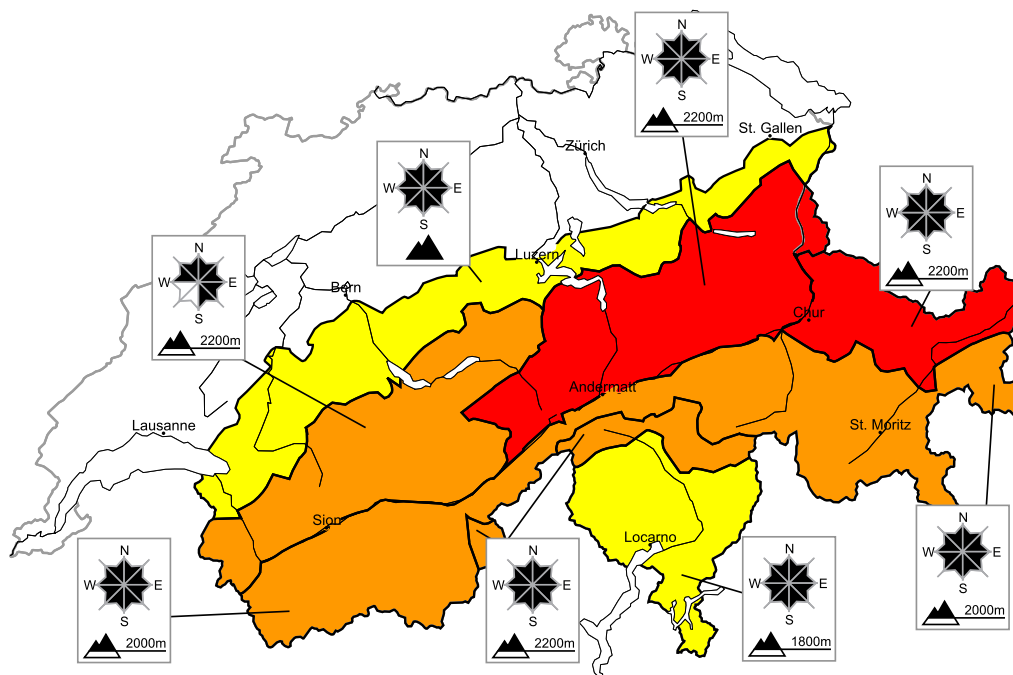 N
W E
S
2200m
St. Gallen
Zürich
N
W E
S
N
W E
S
2200m
Luzern
N
W E
S
2200m
Bern
Chur
Andermatt
Lausanne
St. Moritz
Sion
Locarno
N
W E
S
2000m
N
W E
S
2200m
N
W E
S
1800m
N
W E
S
2000m